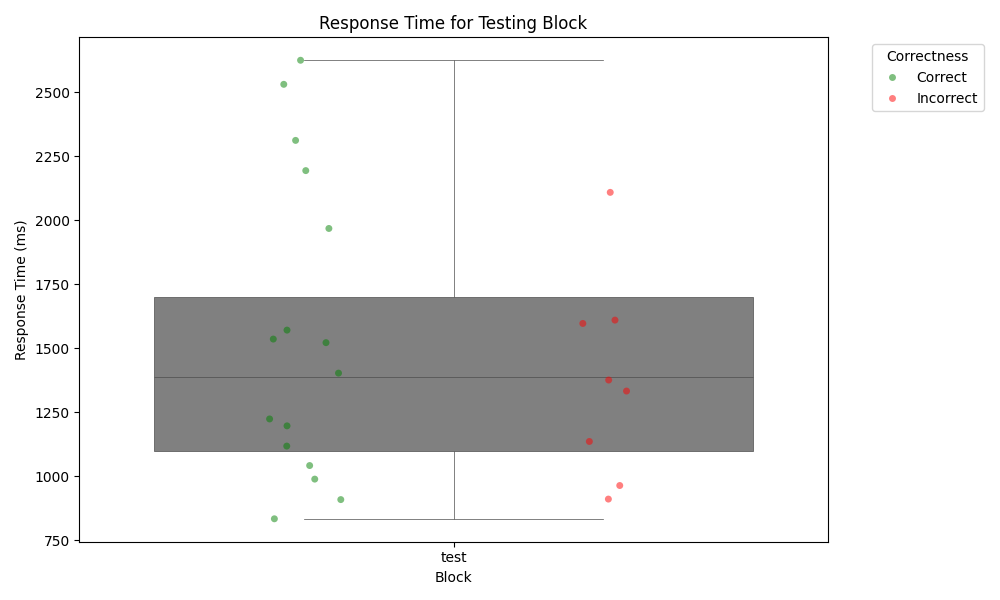 Response Time for Testing Block
Correctness
Correct
Incorrect
Response Time (ms)
2500
2250
2000
1750
1500
1250
1000
750
test
Block